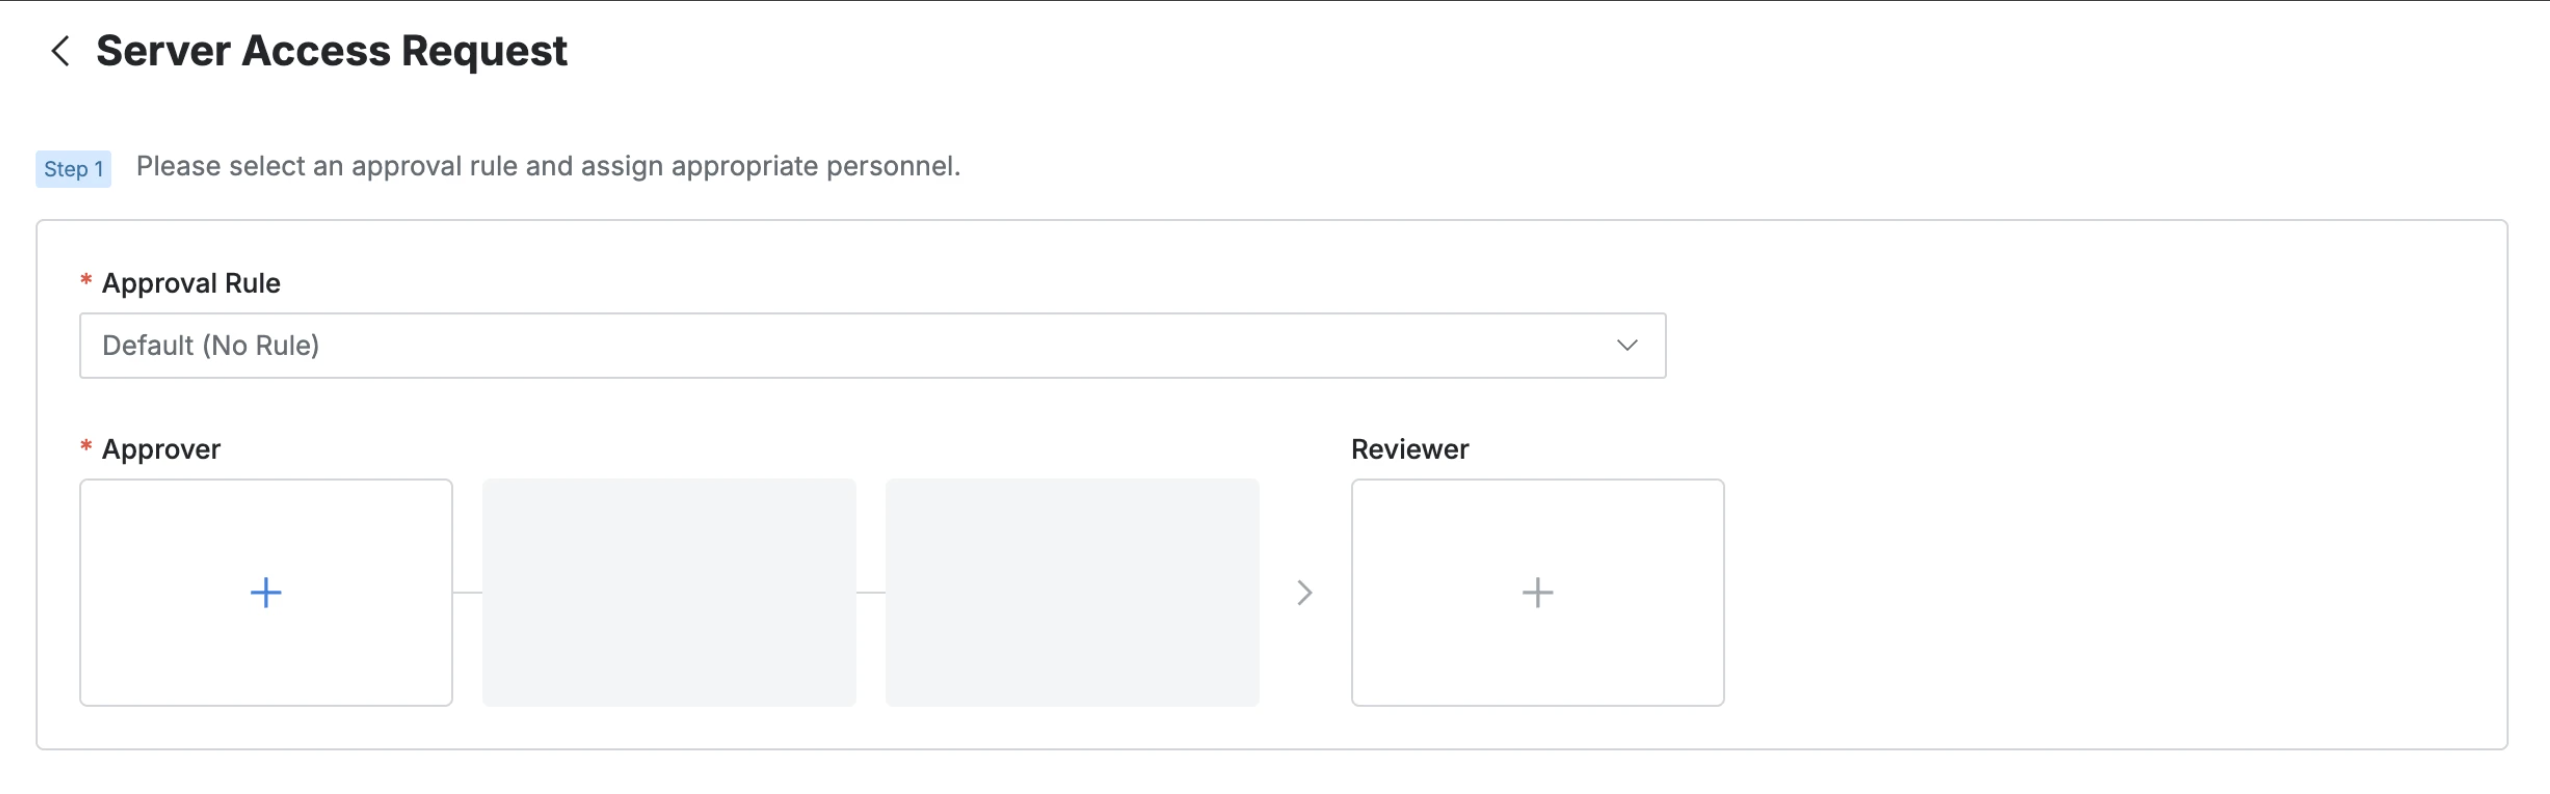 Server Access Request
Step 1 Please select an approval rule and assign appropriate personnel.
* Approval Rule
Default (No Rule)
* Approver
Reviewer